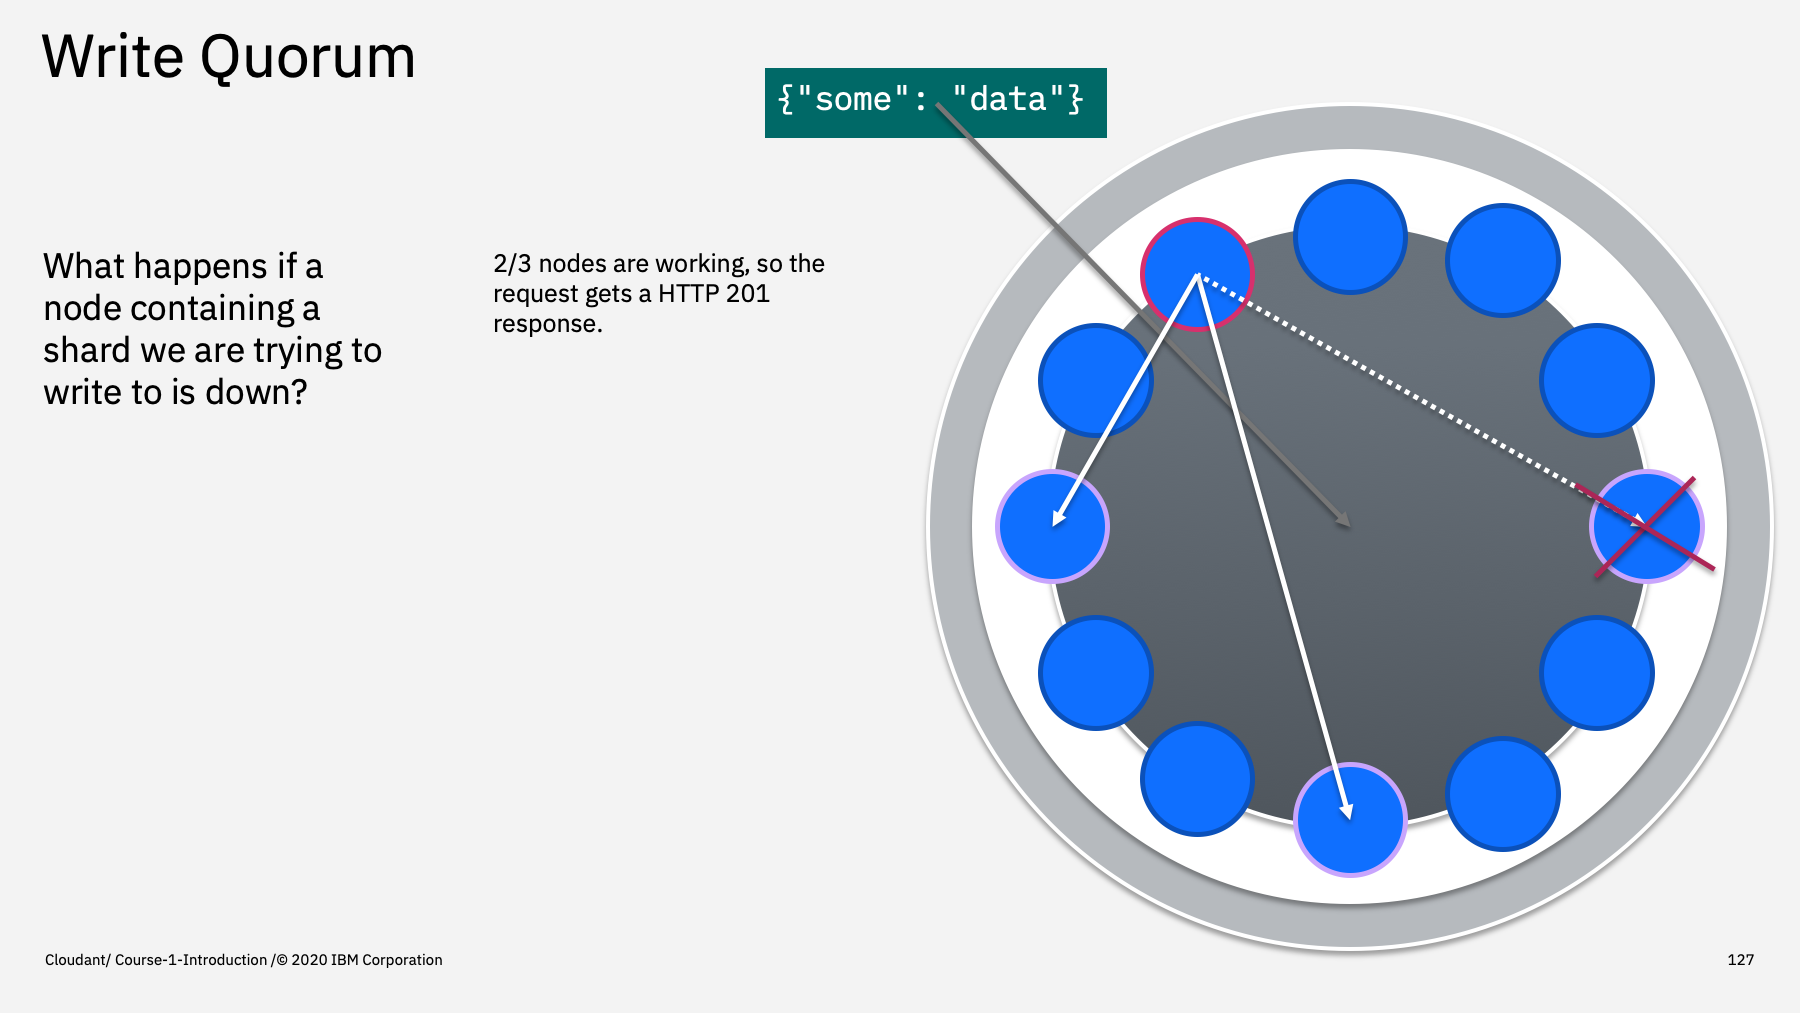 Write Quorum
{"some": "data"}
What happens if a
node containing a
shard we are trying to
write to is down?
2/3 nodes are working, so the
request gets a HTTP 201
response.
Cloudant/ Course-1-Introduction /© 2020 IBM Corporation
127